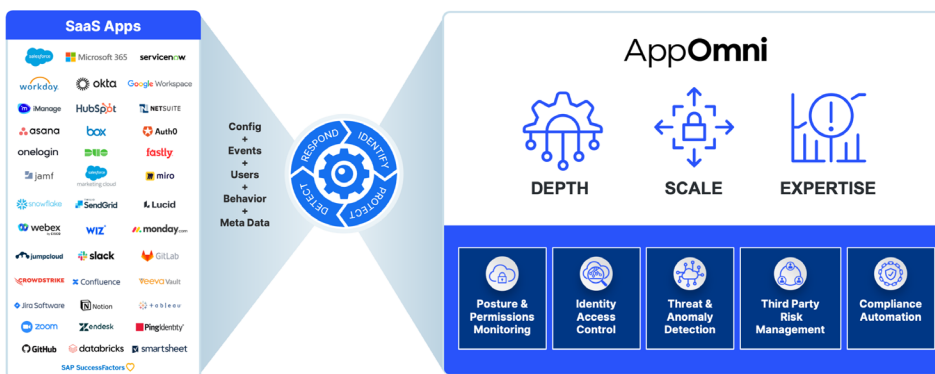 SaaS Apps
salesforce
Microsoft 365
servicenow
workday.
okta
Google Workspace
iManage
HubSpot
NETSUITE
asana
box
Auth0
onelogin
DUO
fastly
jamf
salesforce
marketing cloud
miro
snowflake
SendGrid
Lucid
webex
WIZ
monday.com
jumpcloud
slack
GitLab
CROWDSTRIKE
Confluence
Veeva Vault
Jira Software
Notion
+ableau
zoom
Zendesk
PingIdentity
GitHub
databricks
smartsheet
SAP SuccessFactors
Config
+
Events
+
Users
+
Behavior
+
Meta Data
RESPOND
IDENTIFY
DETECT
PROTECT
AppOmni
DEPTH
SCALE
EXPERTISE
Posture &
Permissions
Monitoring
Identity
Access
Control
Threat &
Anomaly
Detection
Third Party
Risk
Management
Compliance
Automation